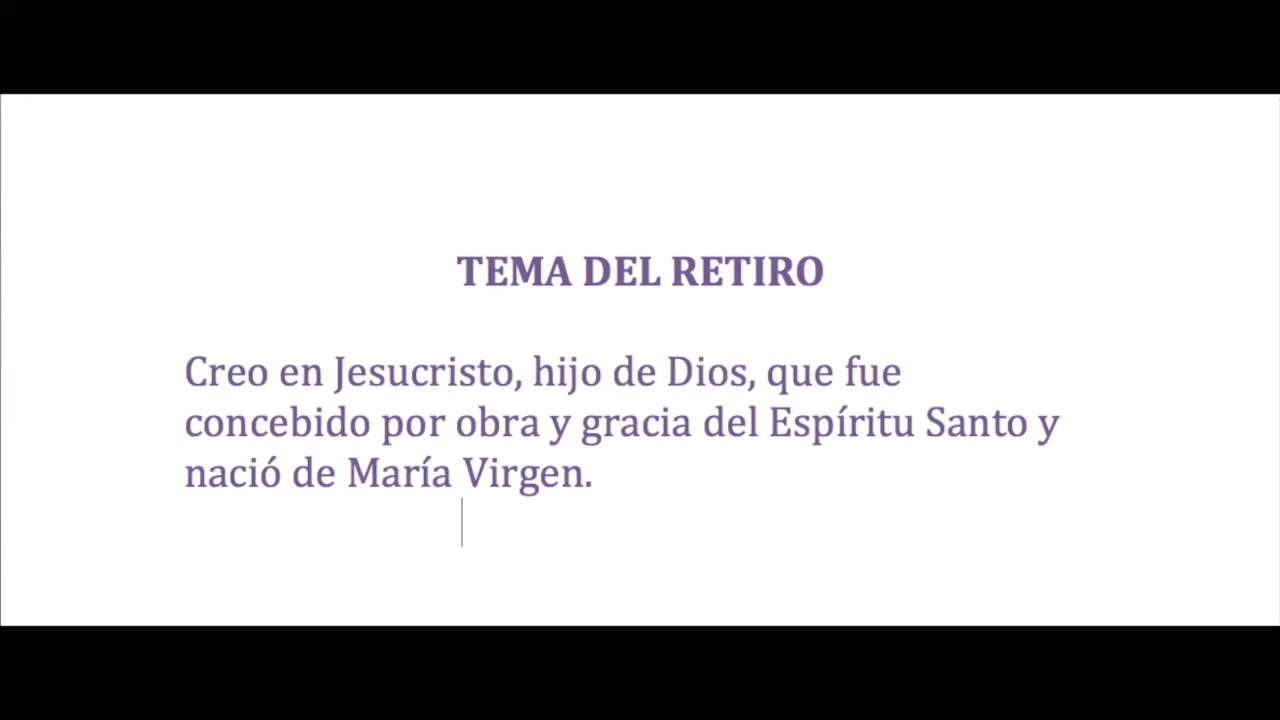 TEMA DEL RETIRO
Creo en Jesucristo, hijo de Dios, que fue
concebido por obra y gracia del Espíritu Santo y
nació de María Virgen.